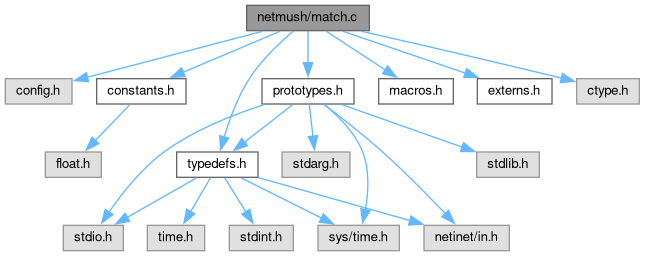 netmush/match.c
config.h
constants.h
prototypes.h
macros.h
externs.h
ctype.h
float.h
typedefs.h
stdarg.h
stdlib.h
stdio.h
time.h
stdint.h
sys/time.h
netinet/in.h